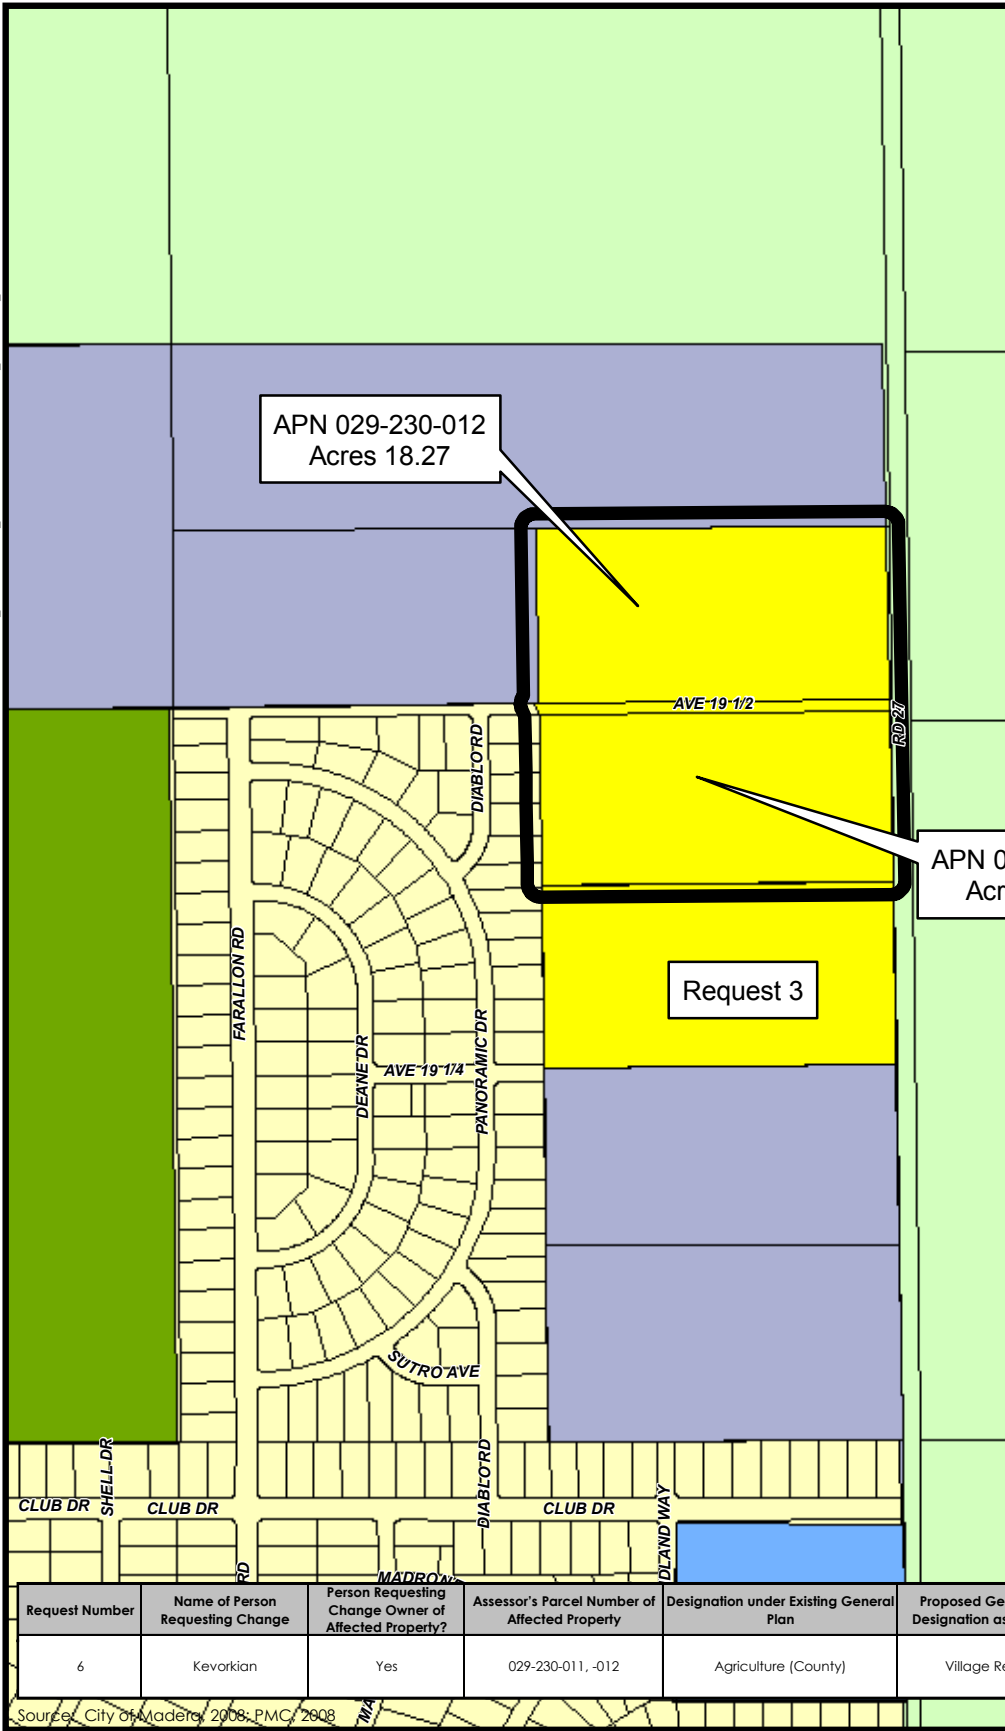 APN 029-230-012
Acres 18.27
AVE 19 1/2
RD 27
DIABLO RD
APN 0
Acr
FARALLON RD
Request 3
DEANE DR
AVE 19 1/4
PANORAMIC DR
SUTRO AVE
SHELL DR
DIABLO RD
CLUB DR
CLUB DR
CLUB DR
DLAND WAY
RD
MADRON
Request Number
Name of Person
Requesting Change
Person Requesting
Change Owner of
Affected Property?
Assessor's Parcel Number of
Affected Property
Designation under Existing General
Plan
Proposed Ge
Designation as
6
Kevorkian
Yes
029-230-011, -012
Agriculture (County)
Village Re
MA
Source: City of Madera, 2008; PMC, 2008